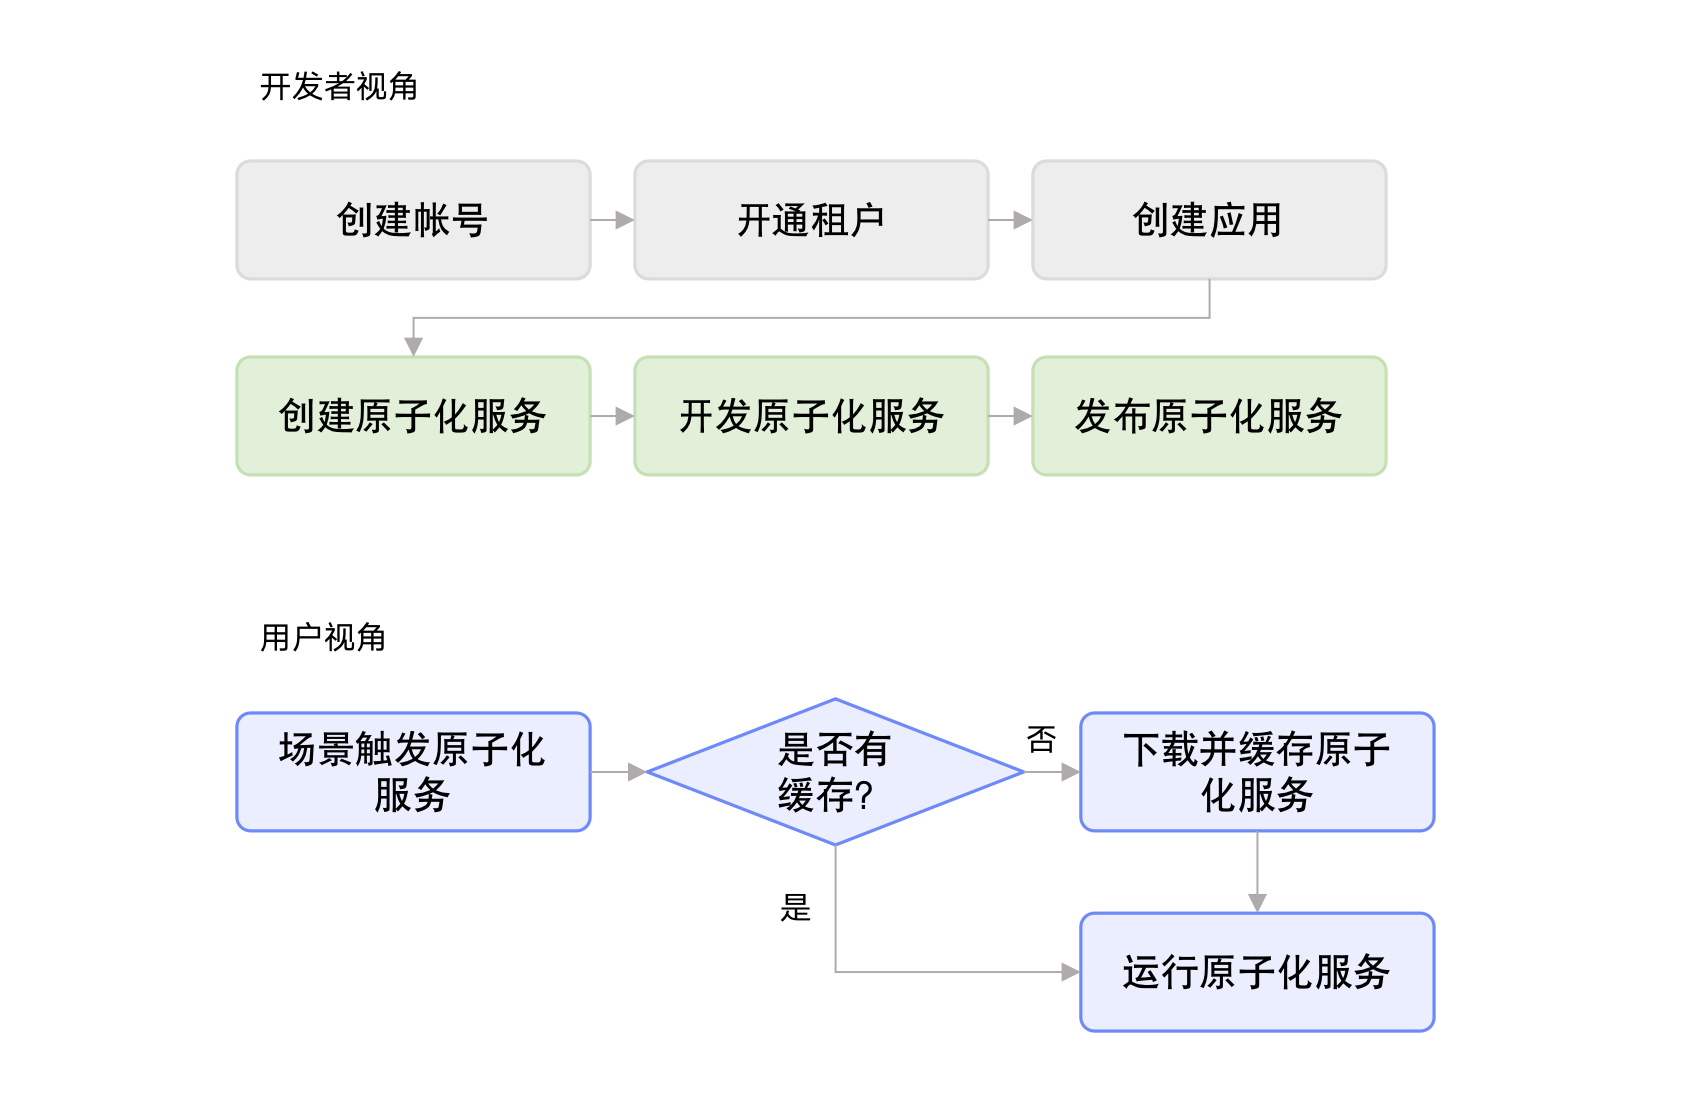 开发者视角
创建帐号
开通租户
创建应用
创建原子化服务
开发原子化服务
发布原子化服务
用户视角
场景触发原子化
服务
是否有
缓存?
否
下载并缓存原子
化服务
是
运行原子化服务